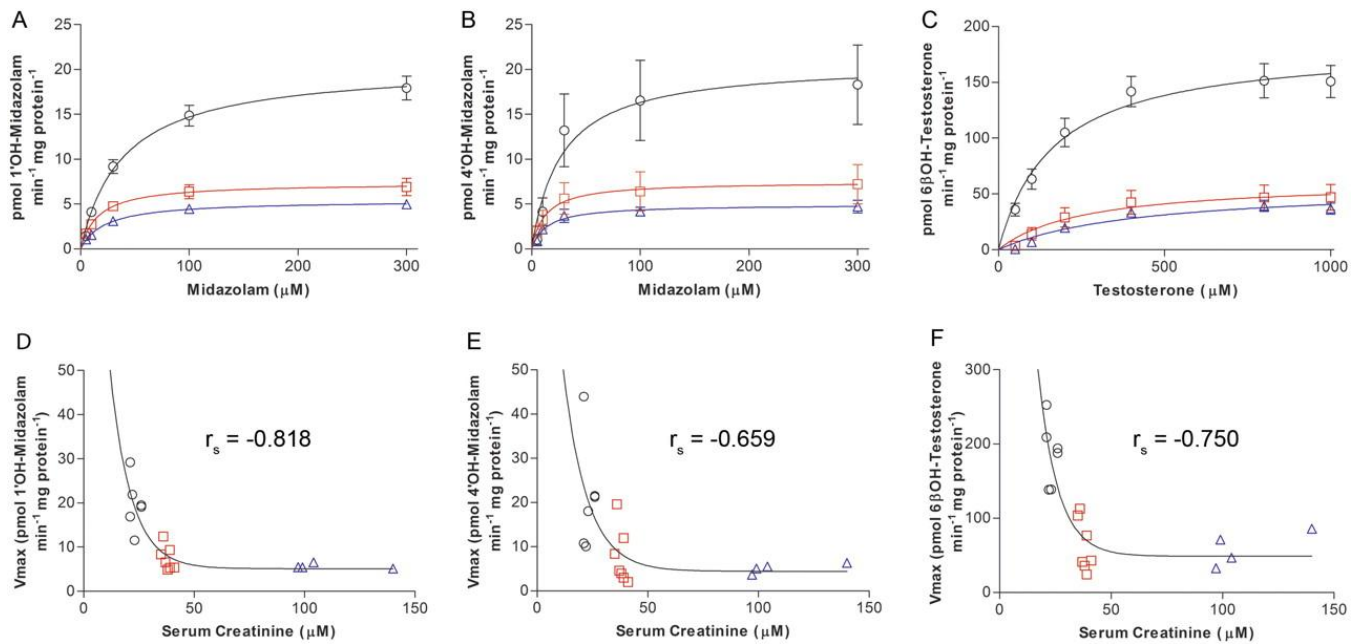 A
pmol 1'OH-Midazolam
min⁻¹ mg protein⁻¹
25
20
15
10
5
0
0
100
200
300
Midazolam (μM)
B
pmol 4'OH-Midazolam
min⁻¹ mg protein⁻¹
25
20
15
10
5
0
0
100
200
300
Midazolam (μM)
C
pmol 6βOH-Testosterone
min⁻¹ mg protein⁻¹
200
150
100
50
0
0
500
1000
Testosterone (μM)
D
Vmax (pmol 1'OH-Midazolam
min⁻¹ mg protein⁻¹)
50
40
30
20
10
0
0
50
100
150
rₛ = -0.818
Serum Creatinine (μM)
E
Vmax (pmol 4'OH-Midazolam
min⁻¹ mg protein⁻¹)
50
40
30
20
10
0
0
50
100
150
rₛ = -0.659
Serum Creatinine (μM)
F
Vmax (pmol 6βOH-Testosterone
min⁻¹ mg protein⁻¹)
300
200
100
0
0
50
100
150
rₛ = -0.750
Serum Creatinine (μM)